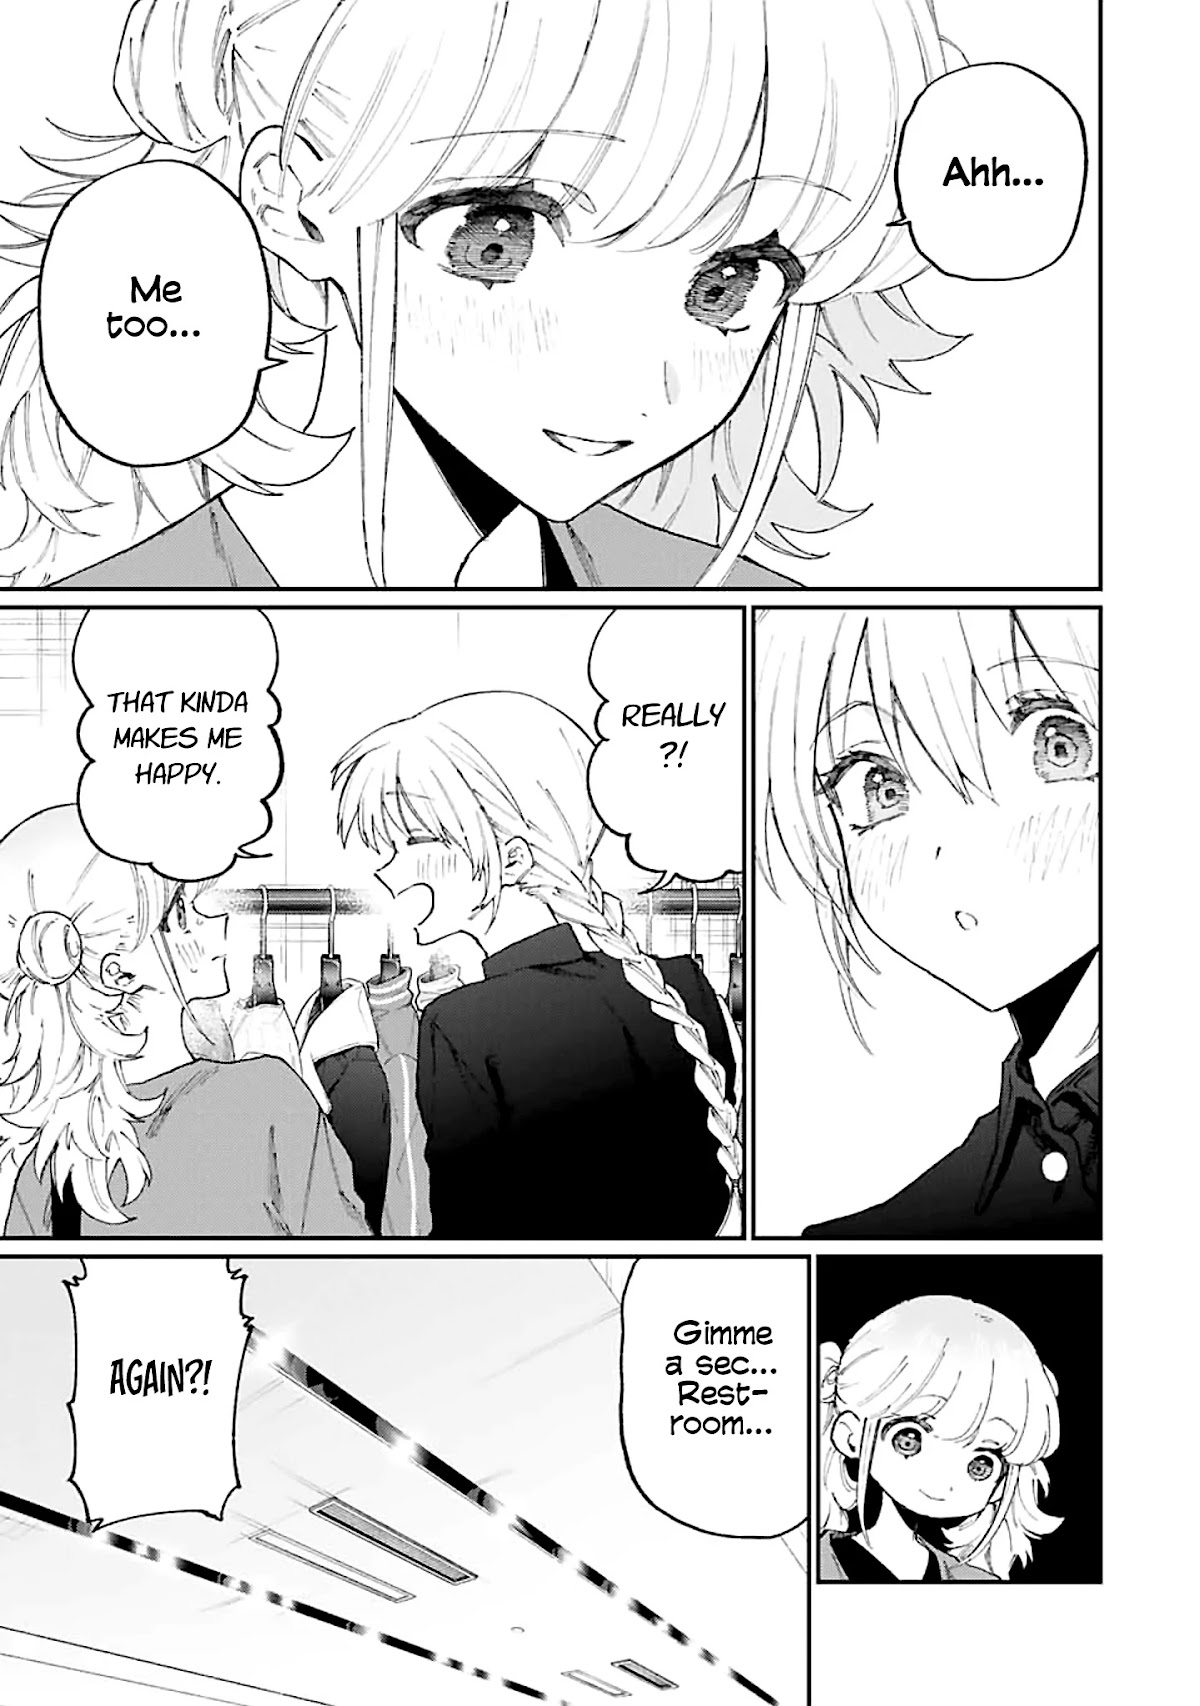 Ahh...
Me
too...
REALLY
?!
THAT KINDA
MAKES ME
HAPPY.
Gimme
a sec...
Rest-
room...
AGAIN?!